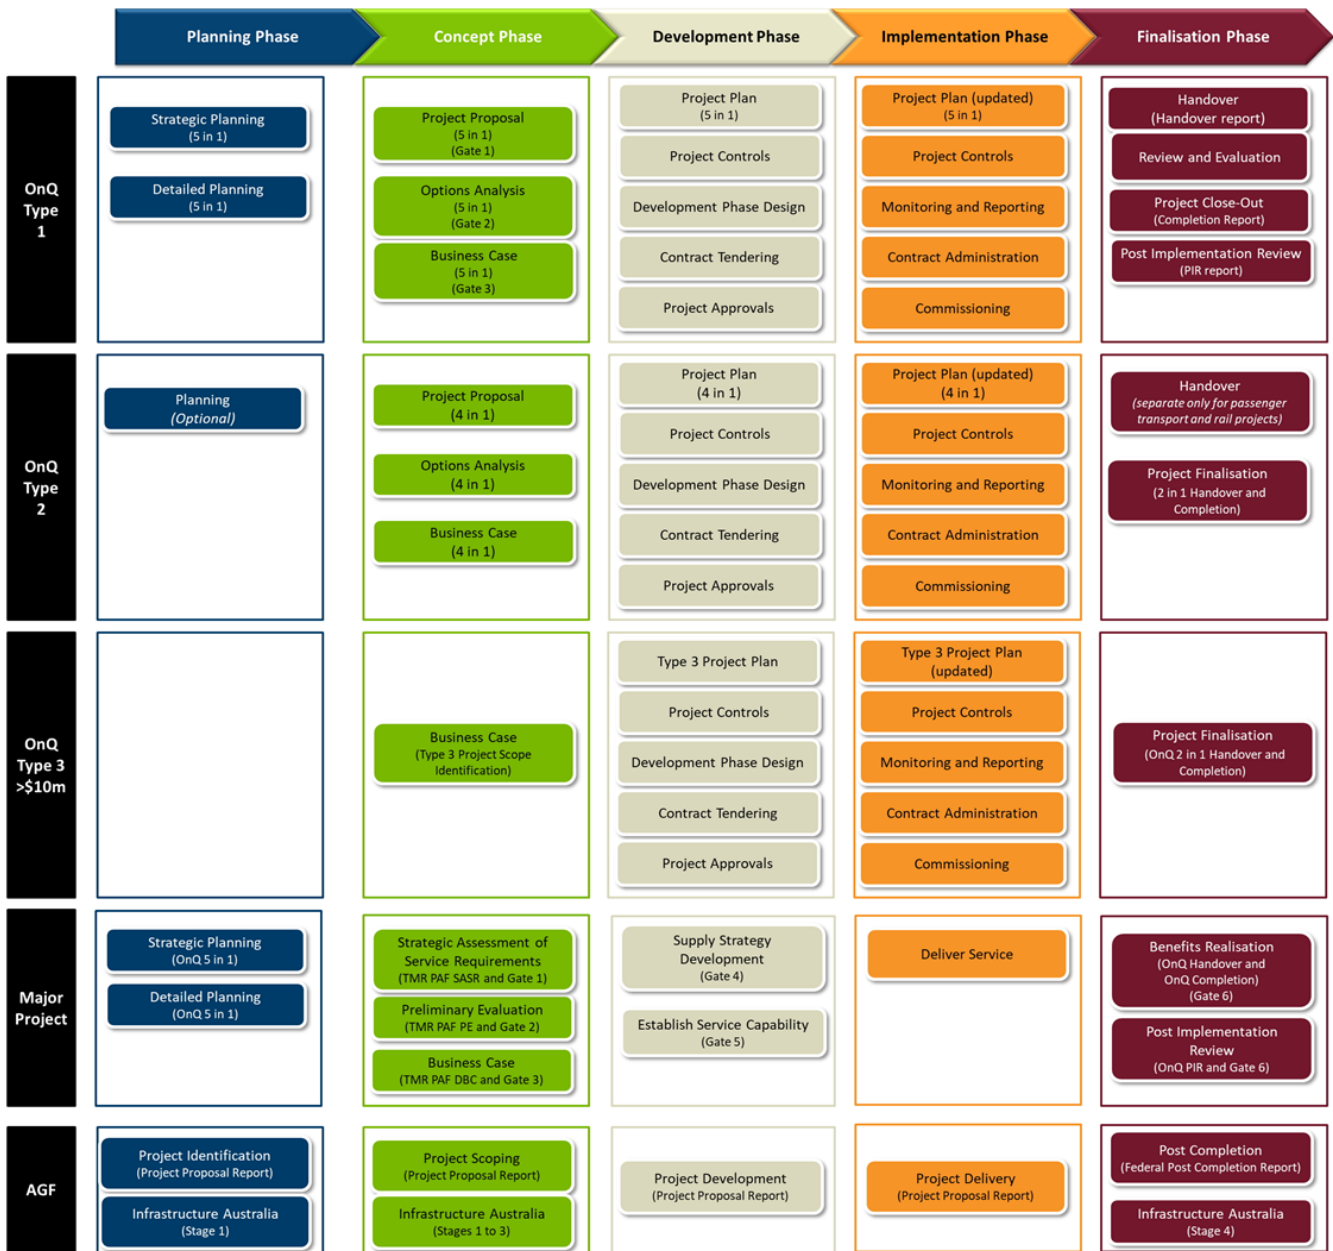 Planning Phase
Concept Phase
Development Phase
Implementation Phase
Finalisation Phase
OnQ
Type
1
Strategic Planning
(5 in 1)
Detailed Planning
(5 in 1)
Project Proposal
(5 in 1)
(Gate 1)
Options Analysis
(5 in 1)
(Gate 2)
Business Case
(5 in 1)
(Gate 3)
Project Plan
(5 in 1)
Project Controls
Development Phase Design
Contract Tendering
Project Approvals
Project Plan (updated)
(5 in 1)
Project Controls
Monitoring and Reporting
Contract Administration
Commissioning
Handover
(Handover report)
Review and Evaluation
Project Close-Out
(Completion Report)
Post Implementation Review
(PIR report)
OnQ
Type
2
Planning
(Optional)
Project Proposal
(4 in 1)
Options Analysis
(4 in 1)
Business Case
(4 in 1)
Project Plan
(4 in 1)
Project Controls
Development Phase Design
Contract Tendering
Project Approvals
Project Plan (updated)
(4 in 1)
Project Controls
Monitoring and Reporting
Contract Administration
Commissioning
Handover
(separate only for passenger
transport and rail projects)
Project Finalisation
(2 in 1 Handover and
Completion)
OnQ
Type 3
>$10m
Business Case
(Type 3 Project Scope
Identification)
Type 3 Project Plan
Project Controls
Development Phase Design
Contract Tendering
Project Approvals
Type 3 Project Plan
(updated)
Project Controls
Monitoring and Reporting
Contract Administration
Commissioning
Project Finalisation
(OnQ 2 in 1 Handover and
Completion)
Major
Project
Strategic Planning
(OnQ 5 in 1)
Detailed Planning
(OnQ 5 in 1)
Strategic Assessment of
Service Requirements
(TMR PAF SASR and Gate 1)
Preliminary Evaluation
(TMR PAF PE and Gate 2)
Business Case
(TMR PAF DBC and Gate 3)
Supply Strategy
Development
(Gate 4)
Establish Service Capability
(Gate 5)
Deliver Service
Benefits Realisation
(OnQ Handover and
OnQ Completion)
(Gate 6)
Post Implementation
Review
(OnQ PIR and Gate 6)
AGF
Project Identification
(Project Proposal Report)
Infrastructure Australia
(Stage 1)
Project Scoping
(Project Proposal Report)
Infrastructure Australia
(Stages 1 to 3)
Project Development
(Project Proposal Report)
Project Delivery
(Project Proposal Report)
Post Completion
(Federal Post Completion Report)
Infrastructure Australia
(Stage 4)